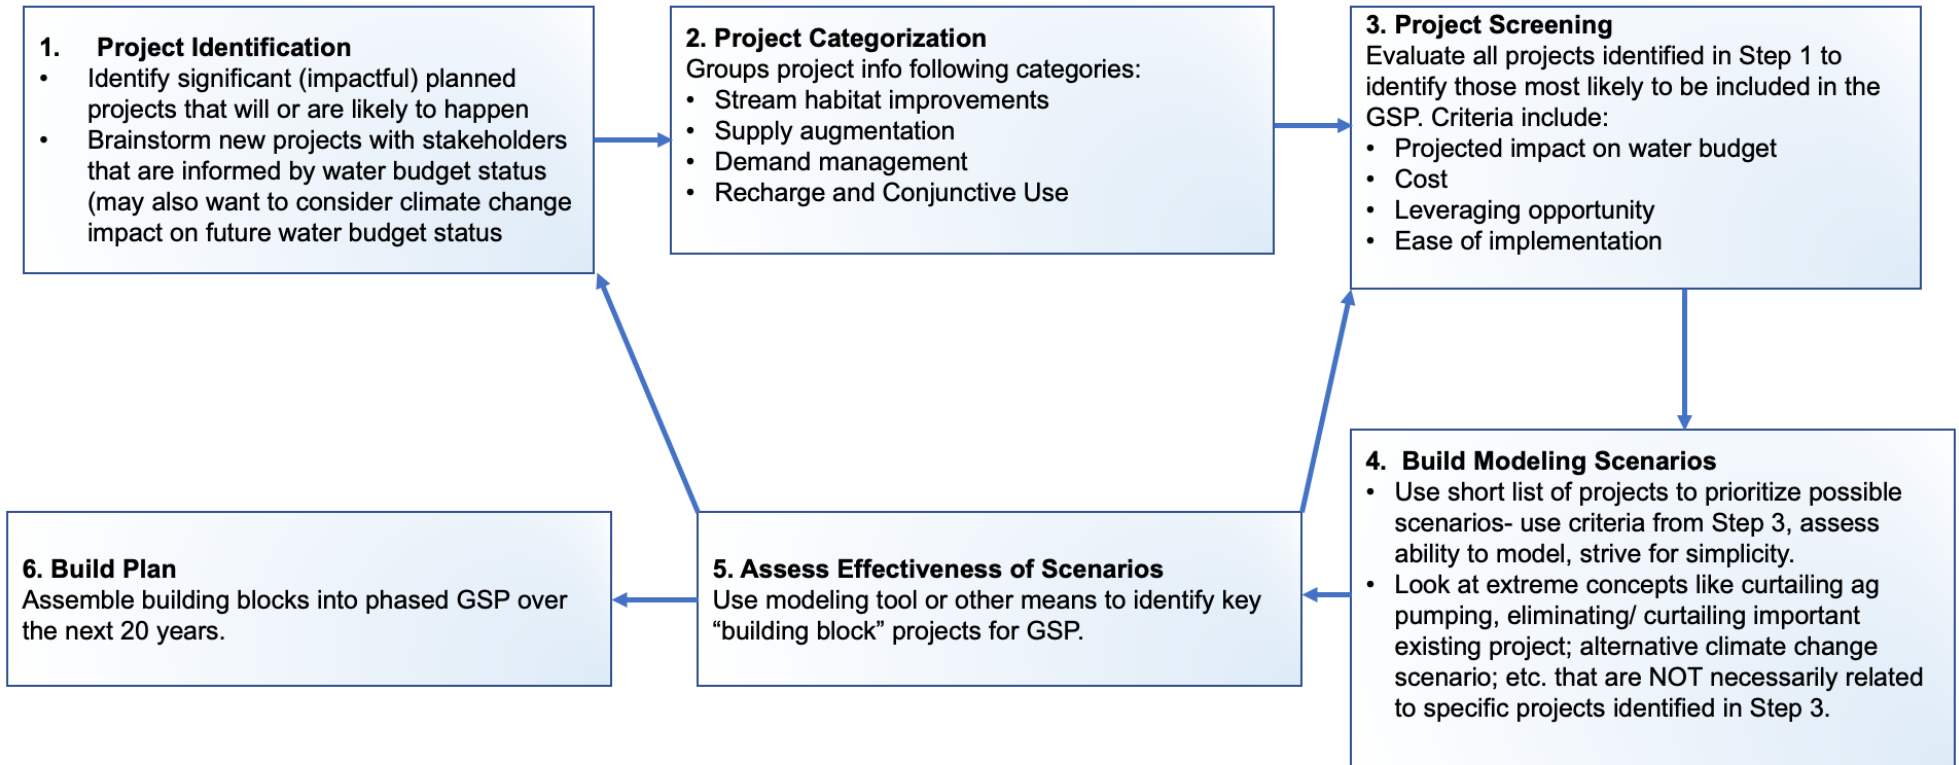 1. Project Identification
• Identify significant (impactful) planned
projects that will or are likely to happen
• Brainstorm new projects with stakeholders
that are informed by water budget status
(may also want to consider climate change
impact on future water budget status
2. Project Categorization
Groups project info following categories:
• Stream habitat improvements
• Supply augmentation
• Demand management
• Recharge and Conjunctive Use
3. Project Screening
Evaluate all projects identified in Step 1 to
identify those most likely to be included in the
GSP. Criteria include:
• Projected impact on water budget
• Cost
• Leveraging opportunity
• Ease of implementation
4. Build Modeling Scenarios
• Use short list of projects to prioritize possible
scenarios- use criteria from Step 3, assess
ability to model, strive for simplicity.
• Look at extreme concepts like curtailing ag
pumping, eliminating/ curtailing important
existing project; alternative climate change
scenario; etc. that are NOT necessarily related
to specific projects identified in Step 3.
5. Assess Effectiveness of Scenarios
Use modeling tool or other means to identify key
“building block” projects for GSP.
6. Build Plan
Assemble building blocks into phased GSP over
the next 20 years.